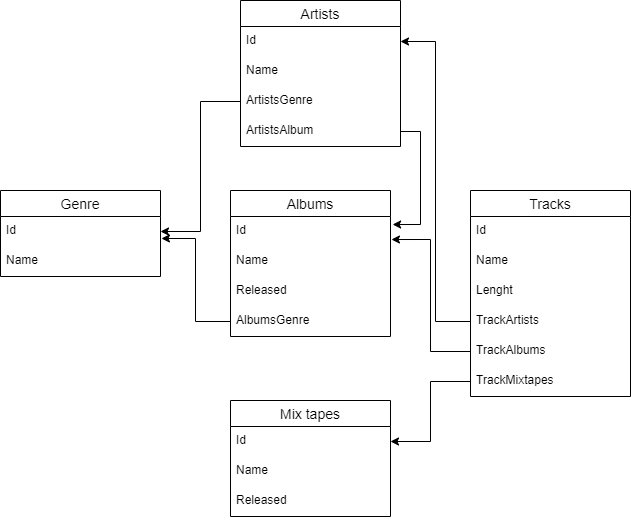 Artists
Id
Name
ArtistsGenre
ArtistsAlbum
Genre
Id
Name
Albums
Id
Name
Released
AlbumsGenre
Tracks
Id
Name
Lenght
TrackArtists
TrackAlbums
TrackMixtapes
Mix tapes
Id
Name
Released